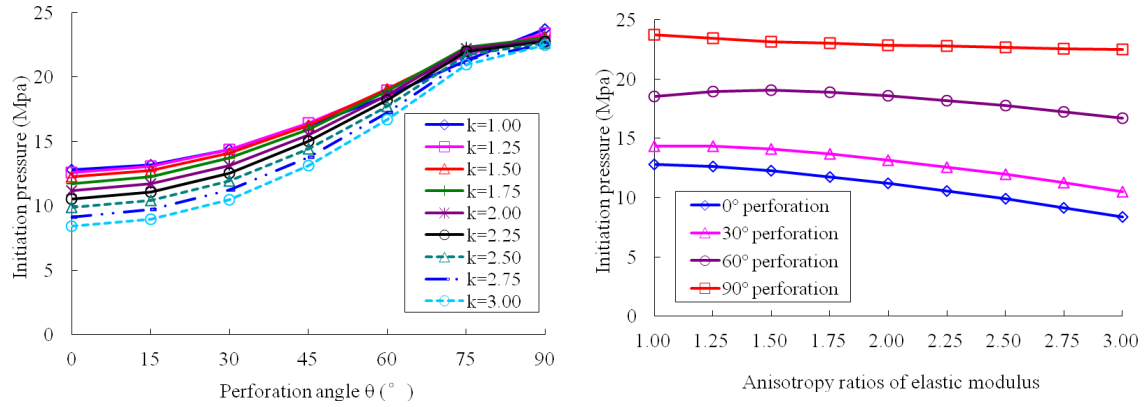 Initiation pressure (Mpa)
25
20
15
10
5
0
0 15 30 45 60 75 90
Perforation angle θ (°)
k=1.00
k=1.25
k=1.50
k=1.75
k=2.00
k=2.25
k=2.50
k=2.75
k=3.00
Initiation pressure (Mpa)
25
20
15
10
5
0
1.00 1.25 1.50 1.75 2.00 2.25 2.50 2.75 3.00
Anisotropy ratios of elastic modulus
0° perforation
30° perforation
60° perforation
90° perforation